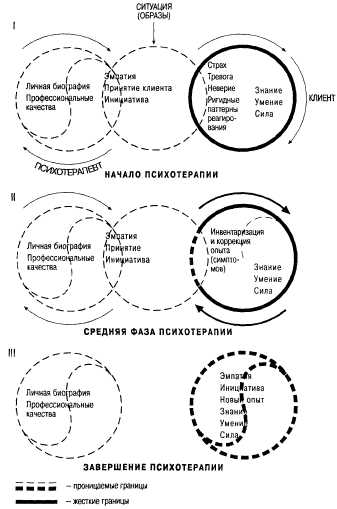 СИТУАЦИЯ
(ОБРАЗЫ)
I
Личная биография
Профессиональные
качества
Эмпатия
Принятие клиента
Инициатива
Страх
Тревога
Неверие
Ригидные
паттерны
реагиро-
вания
Знание
Умение
Сила
КЛИЕНТ
ПСИХОТЕРАПЕВТ
НАЧАЛО ПСИХОТЕРАПИИ
II
Личная биография
Профессиональные
качества
Эмпатия
Принятие
Инициатива
Инвентаризация
и коррекция
опыта
(симпто-
мов)
Знание
Умение
Сила
СРЕДНЯЯ ФАЗА ПСИХОТЕРАПИИ
III
Личная биография
Профессиональные
качества
Эмпатия
Инициатива
Новый опыт
Знание
Умение
Сила
ЗАВЕРШЕНИЕ ПСИХОТЕРАПИИ
– проницаемые границы
– жесткие границы